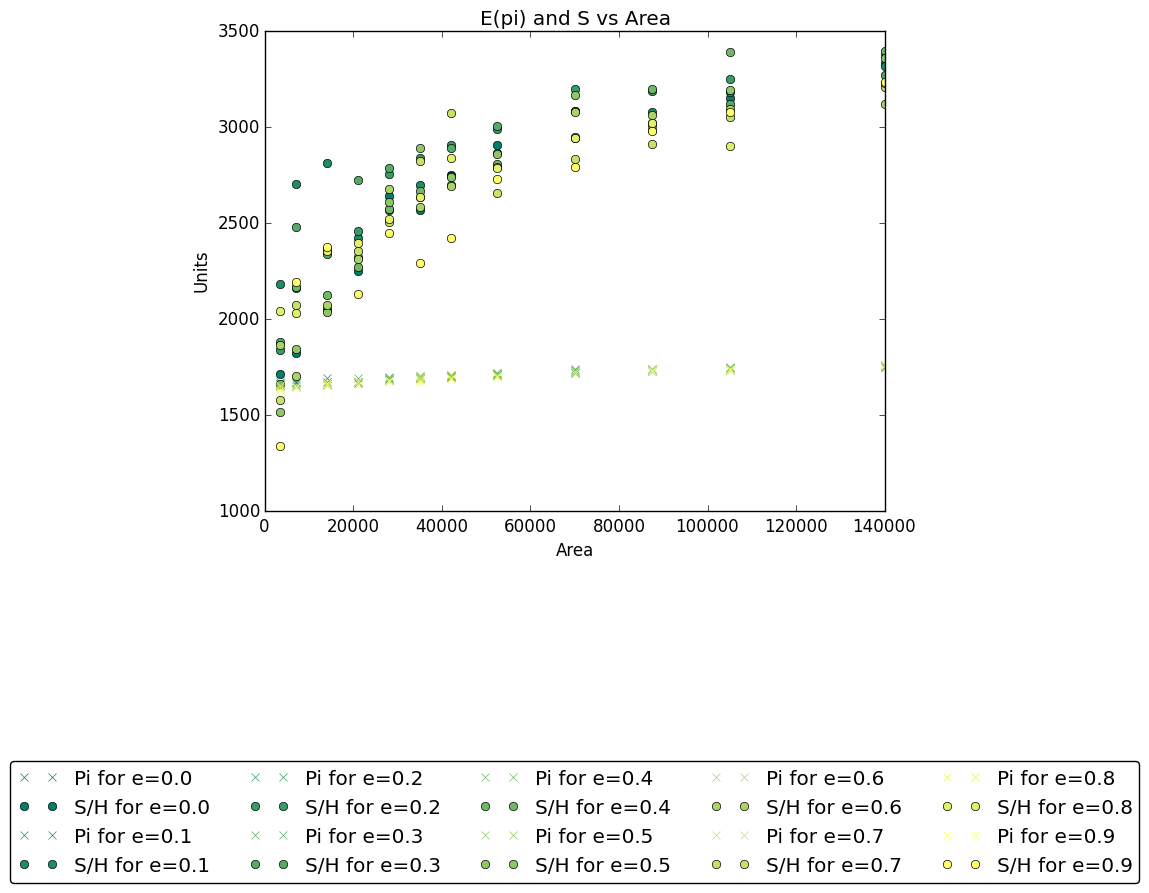 E(pi) and S vs Area
3500
3000
2500
2000
1500
1000
Units
0 20000 40000 60000 80000 100000 120000 140000
Area
Pi for e=0.0 Pi for e=0.2 Pi for e=0.4 Pi for e=0.6 Pi for e=0.8
S/H for e=0.0 S/H for e=0.2 S/H for e=0.4 S/H for e=0.6 S/H for e=0.8
Pi for e=0.1 Pi for e=0.3 Pi for e=0.5 Pi for e=0.7 Pi for e=0.9
S/H for e=0.1 S/H for e=0.3 S/H for e=0.5 S/H for e=0.7 S/H for e=0.9